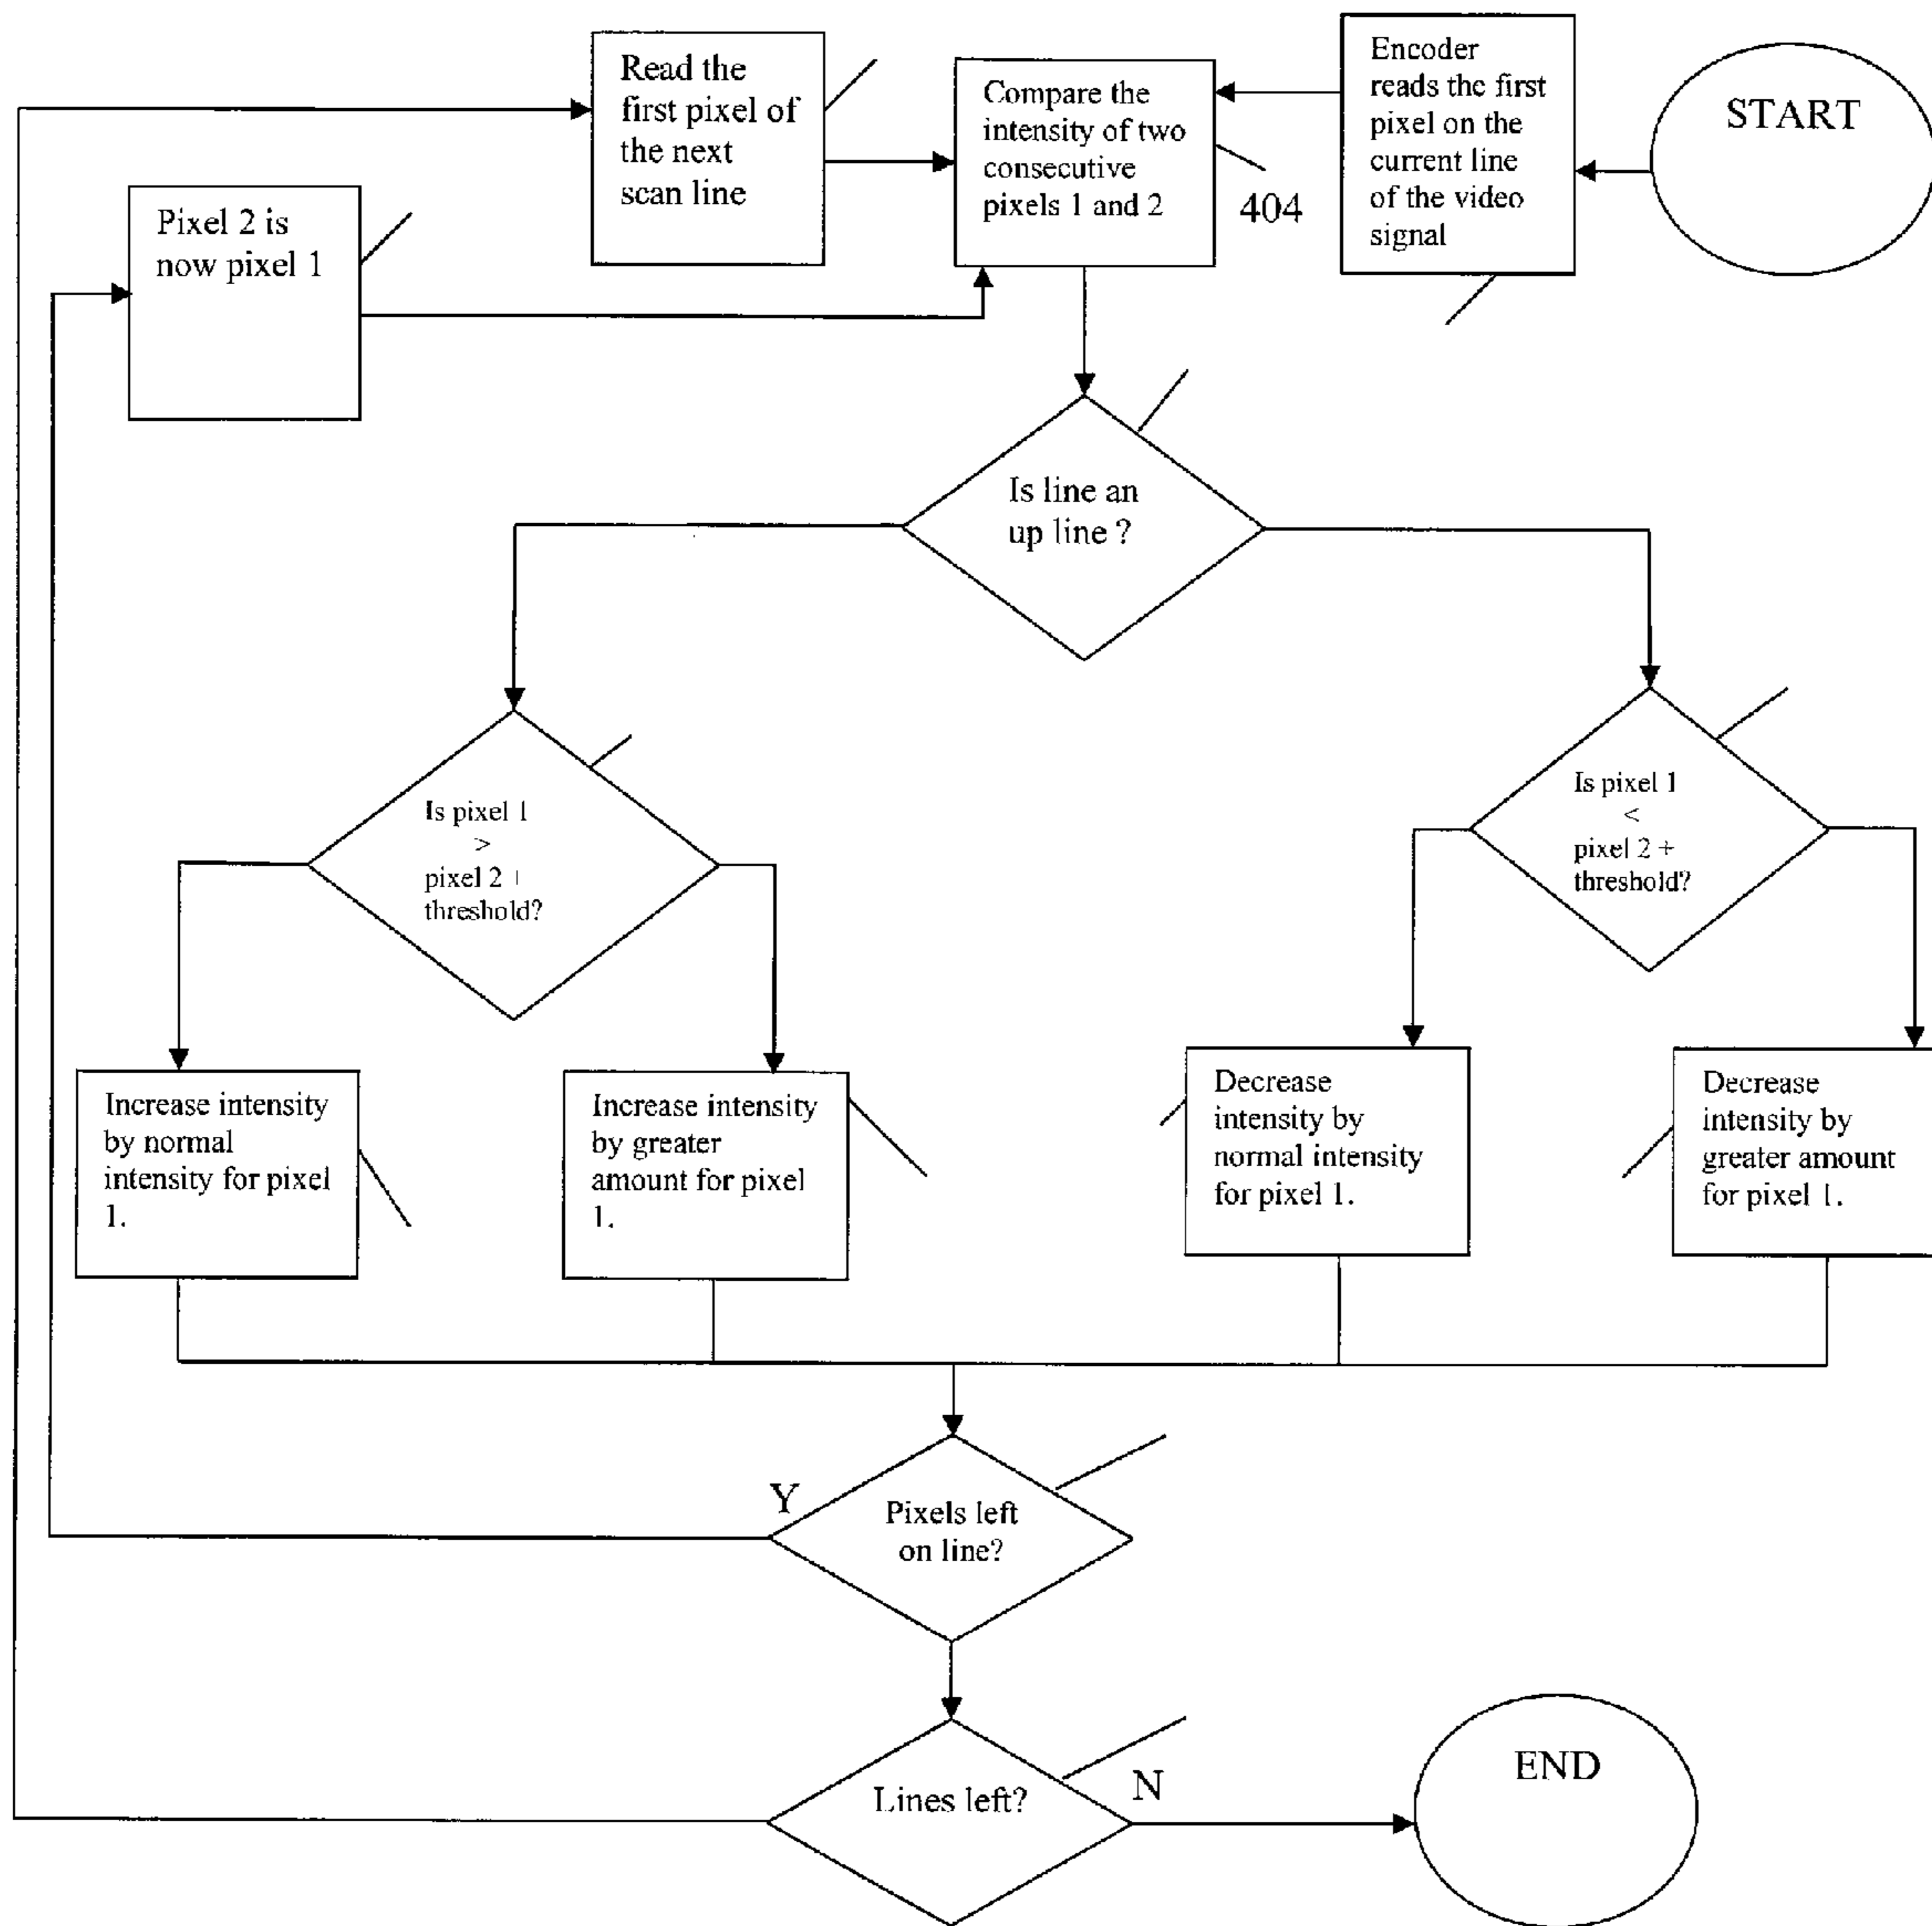 START
Encoder
reads the first
pixel on the
current line
of the video
signal
Compare the
intensity of two
consecutive
pixels 1 and 2
404
Read the
first pixel of
the next
scan line
Pixel 2 is
now pixel 1
Is line an
up line ?
Is pixel 1
>
pixel 2 +
threshold?
Is pixel 1
<
pixel 2 +
threshold?
Increase intensity
by normal
intensity for pixel
1.
Increase intensity
by greater
amount for pixel
1.
Decrease
intensity by
normal intensity
for pixel 1.
Decrease
intensity by
greater amount
for pixel 1.
Y
Pixels left
on line?
Lines left?
N
END